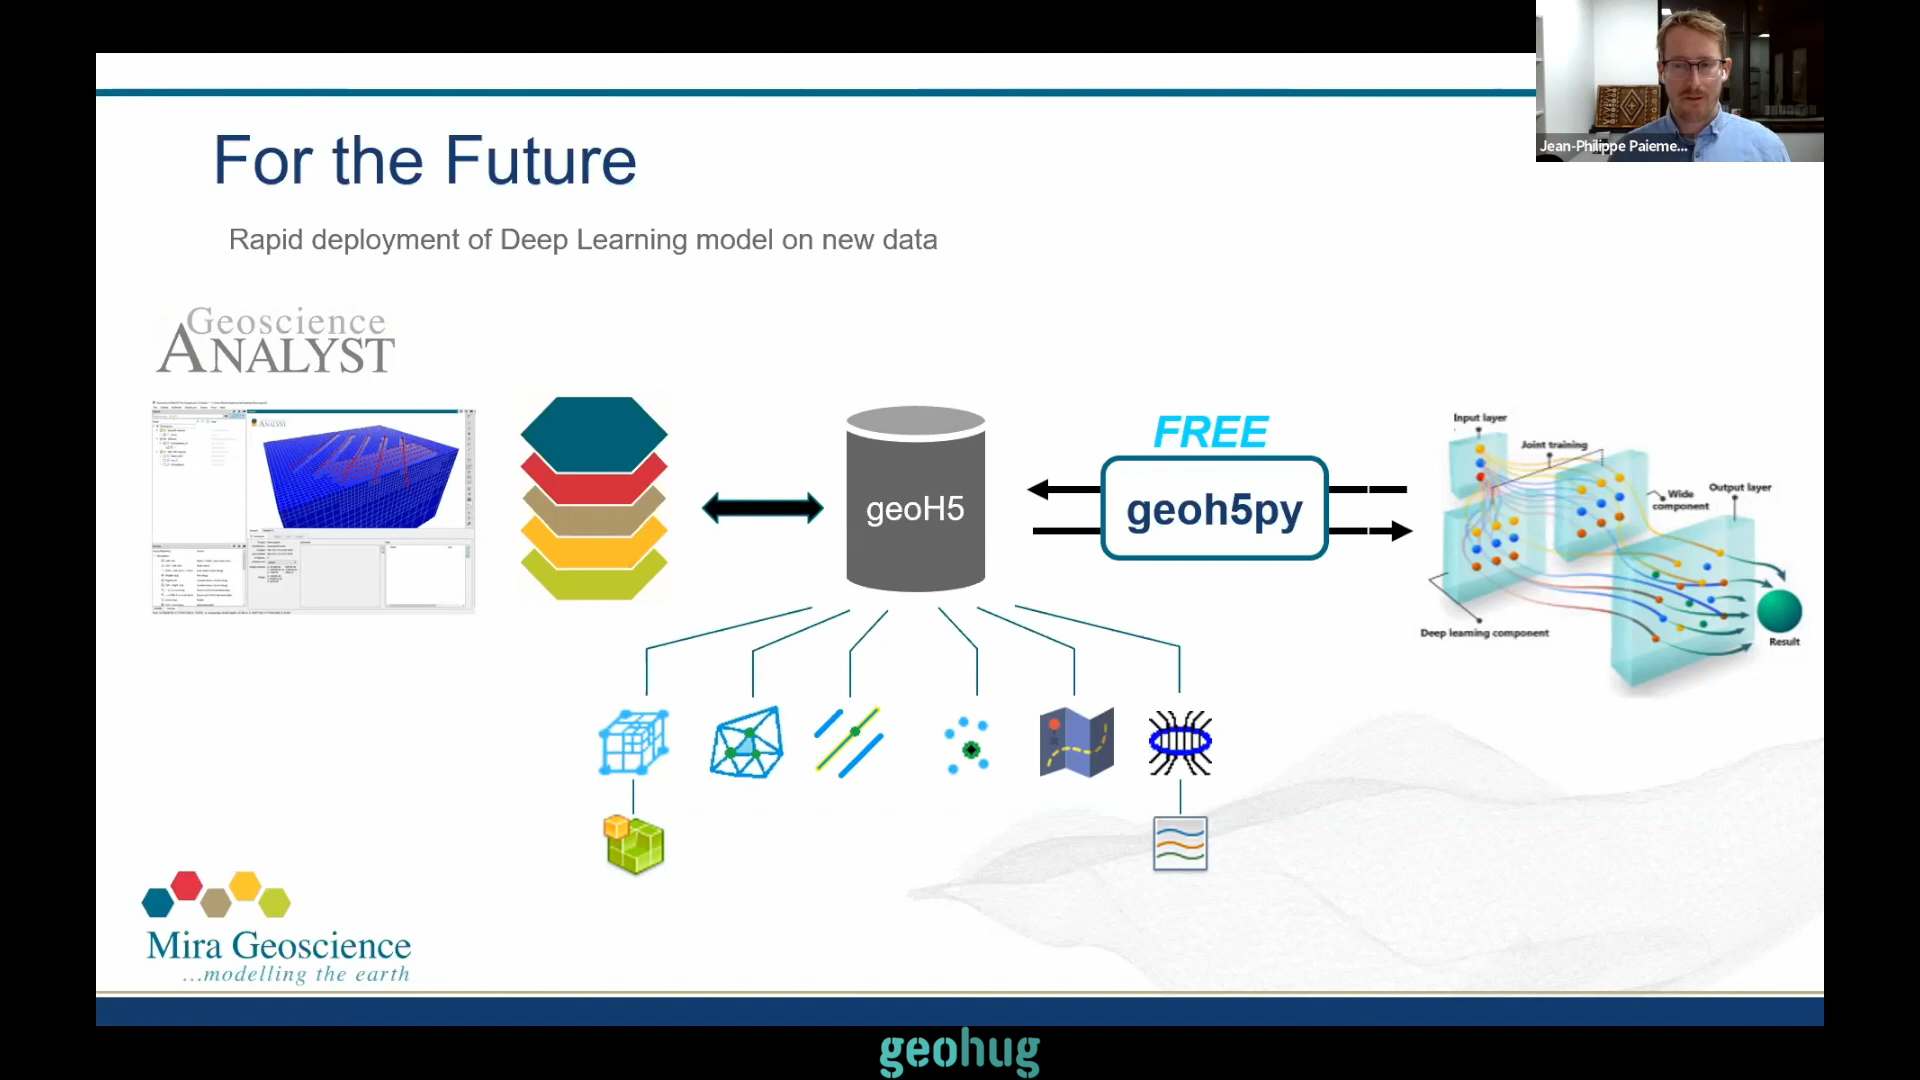 Jean-Philippe Paieme...
For the Future
Rapid deployment of Deep Learning model on new data
Geoscience
ANALYST
ANALYST
geoH5
FREE
geoh5py
Input layer
Joint training
Wide
component
Output layer
Deep learning component
Result
Mira Geoscience
...modelling the earth
geohug